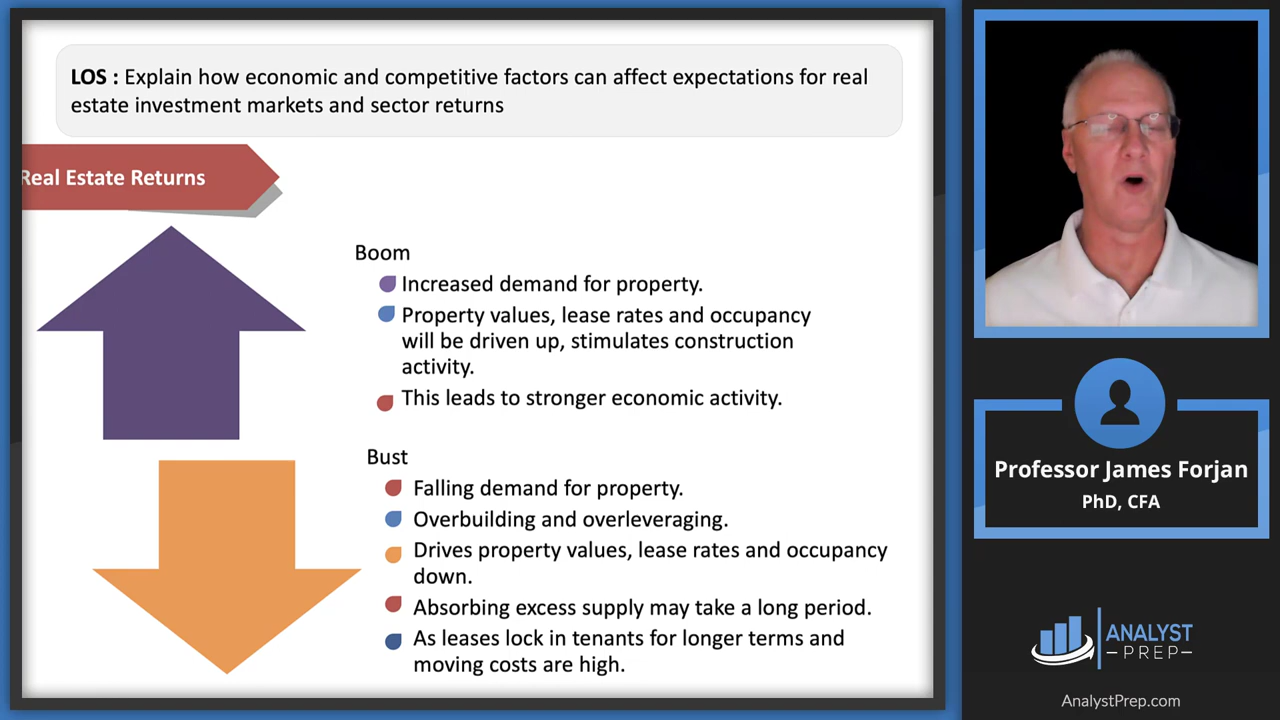 LOS : Explain how economic and competitive factors can affect expectations for real
estate investment markets and sector returns
Real Estate Returns
Boom
Increased demand for property.
Property values, lease rates and occupancy
will be driven up, stimulates construction
activity.
This leads to stronger economic activity.
Bust
Falling demand for property.
Overbuilding and overleveraging.
Drives property values, lease rates and occupancy
down.
Absorbing excess supply may take a long period.
As leases lock in tenants for longer terms and
moving costs are high.
Professor James Forjan
PhD, CFA
ANALYST
PREP
AnalystPrep.com